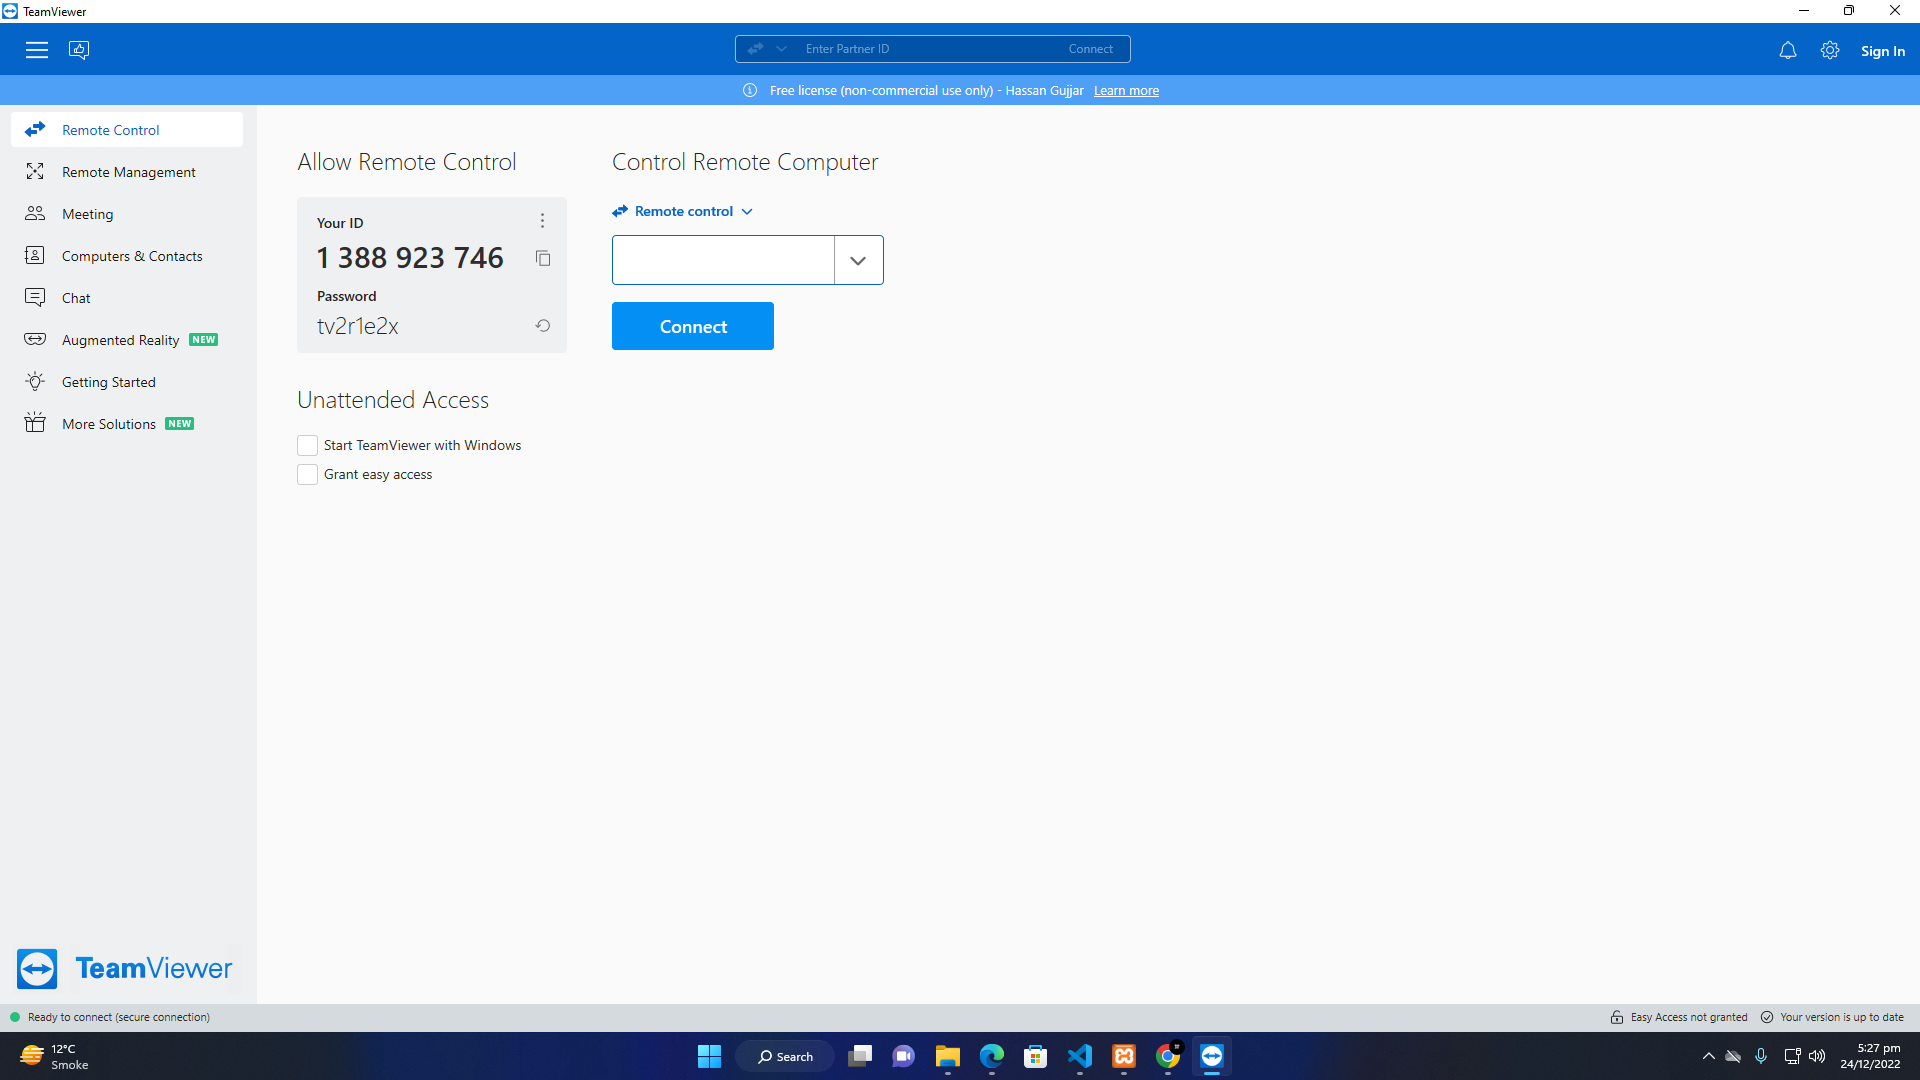 TeamViewer
Enter Partner ID
Connect
Sign In
Free license (non-commercial use only) - Hassan Gujjar Learn more
Remote Control
Remote Management
Meeting
Computers & Contacts
Chat
Augmented Reality NEW
Getting Started
More Solutions NEW
Allow Remote Control
Your ID
1 388 923 746
Password
tv2r1e2x
Unattended Access
Start TeamViewer with Windows
Grant easy access
Control Remote Computer
Remote control
Connect
TeamViewer
Ready to connect (secure connection)
Easy Access not granted
Your version is up to date
12°C
Smoke
Search
5:27 pm
24/12/2022